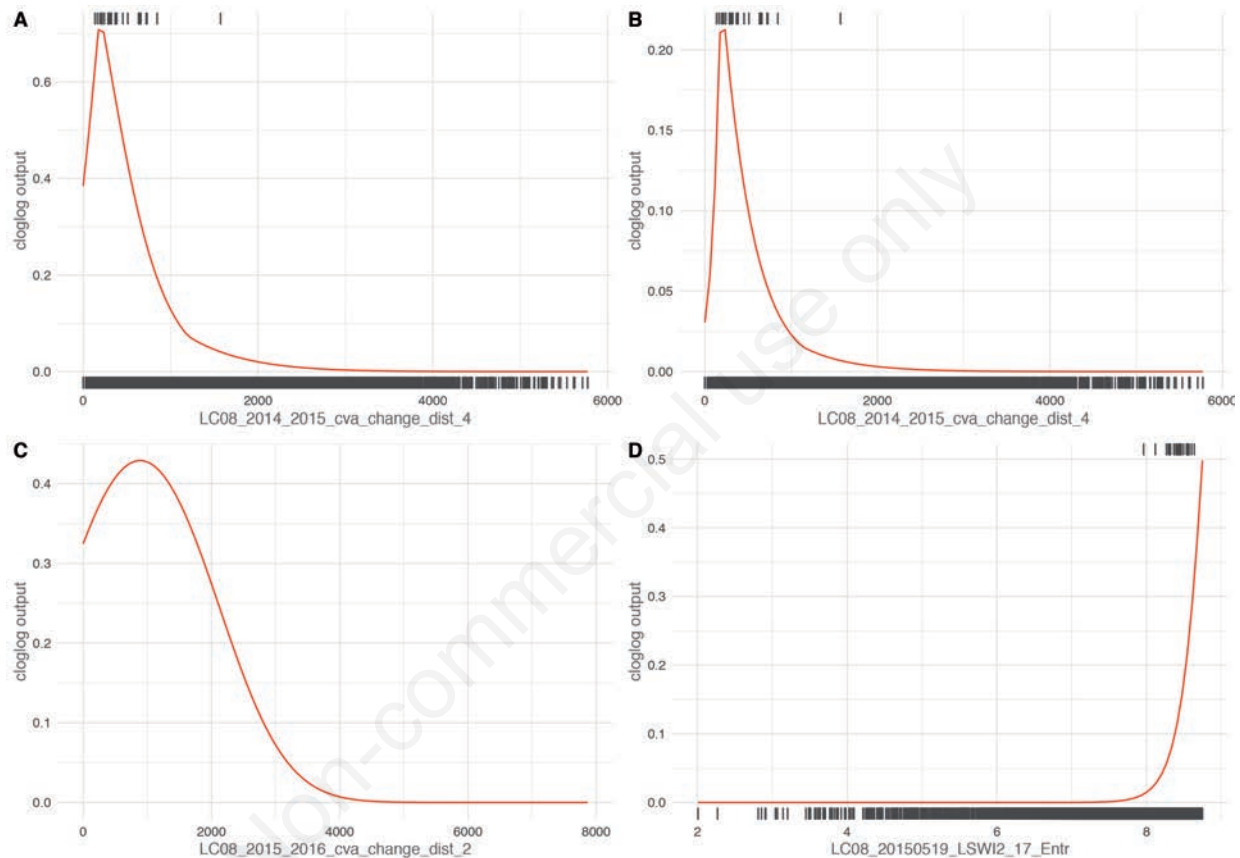 A
0.6
0.4
0.2
0.0
cloglog output
0
2000
4000
6000
LC08_2014_2015_cva_change_dist_4
B
0.20
0.15
0.10
0.05
0.00
cloglog output
0
2000
4000
6000
LC08_2014_2015_cva_change_dist_4
C
0.4
0.3
0.2
0.1
0.0
cloglog output
0
2000
4000
6000
8000
LC08_2015_2016_cva_change_dist_2
D
0.5
0.4
0.3
0.2
0.1
0.0
cloglog output
2
4
6
8
LC08_20150519_LSWI2_17_Entr
on-commercial use only